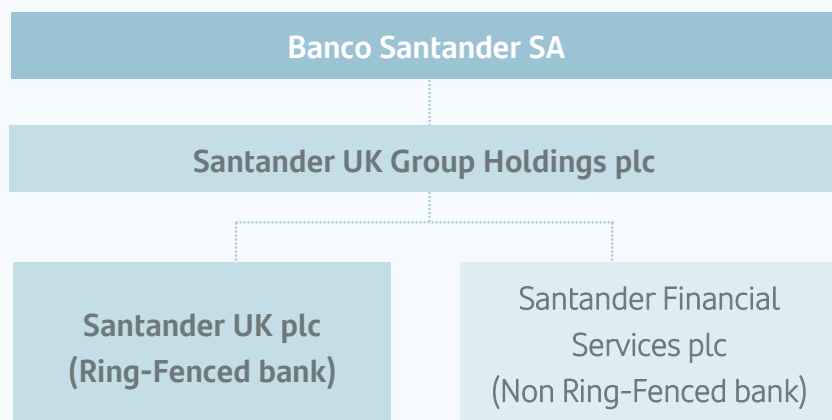 Banco Santander SA
Santander UK Group Holdings plc
Santander UK plc
(Ring-Fenced bank)
Santander Financial
Services plc
(Non Ring-Fenced bank)